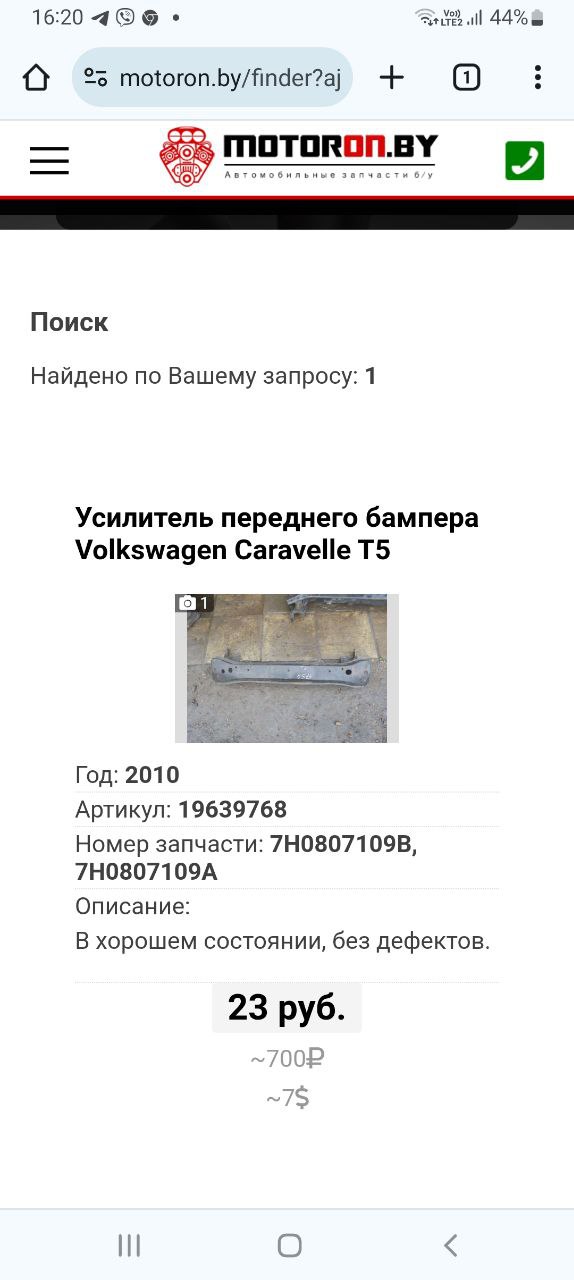 16:20
Vo))
LTE2
44%
motoron.by/finder?aj
1
MOTORON.BY
Автомобильные запчасти б/у
Поиск
Найдено по Вашему запросу: 1
Усилитель переднего бампера
Volkswagen Caravelle T5
1
Год: 2010
Артикул: 19639768
Номер запчасти: 7H0807109B,
7H0807109A
Описание:
В хорошем состоянии, без дефектов.
23 руб.
~700₽
~7$